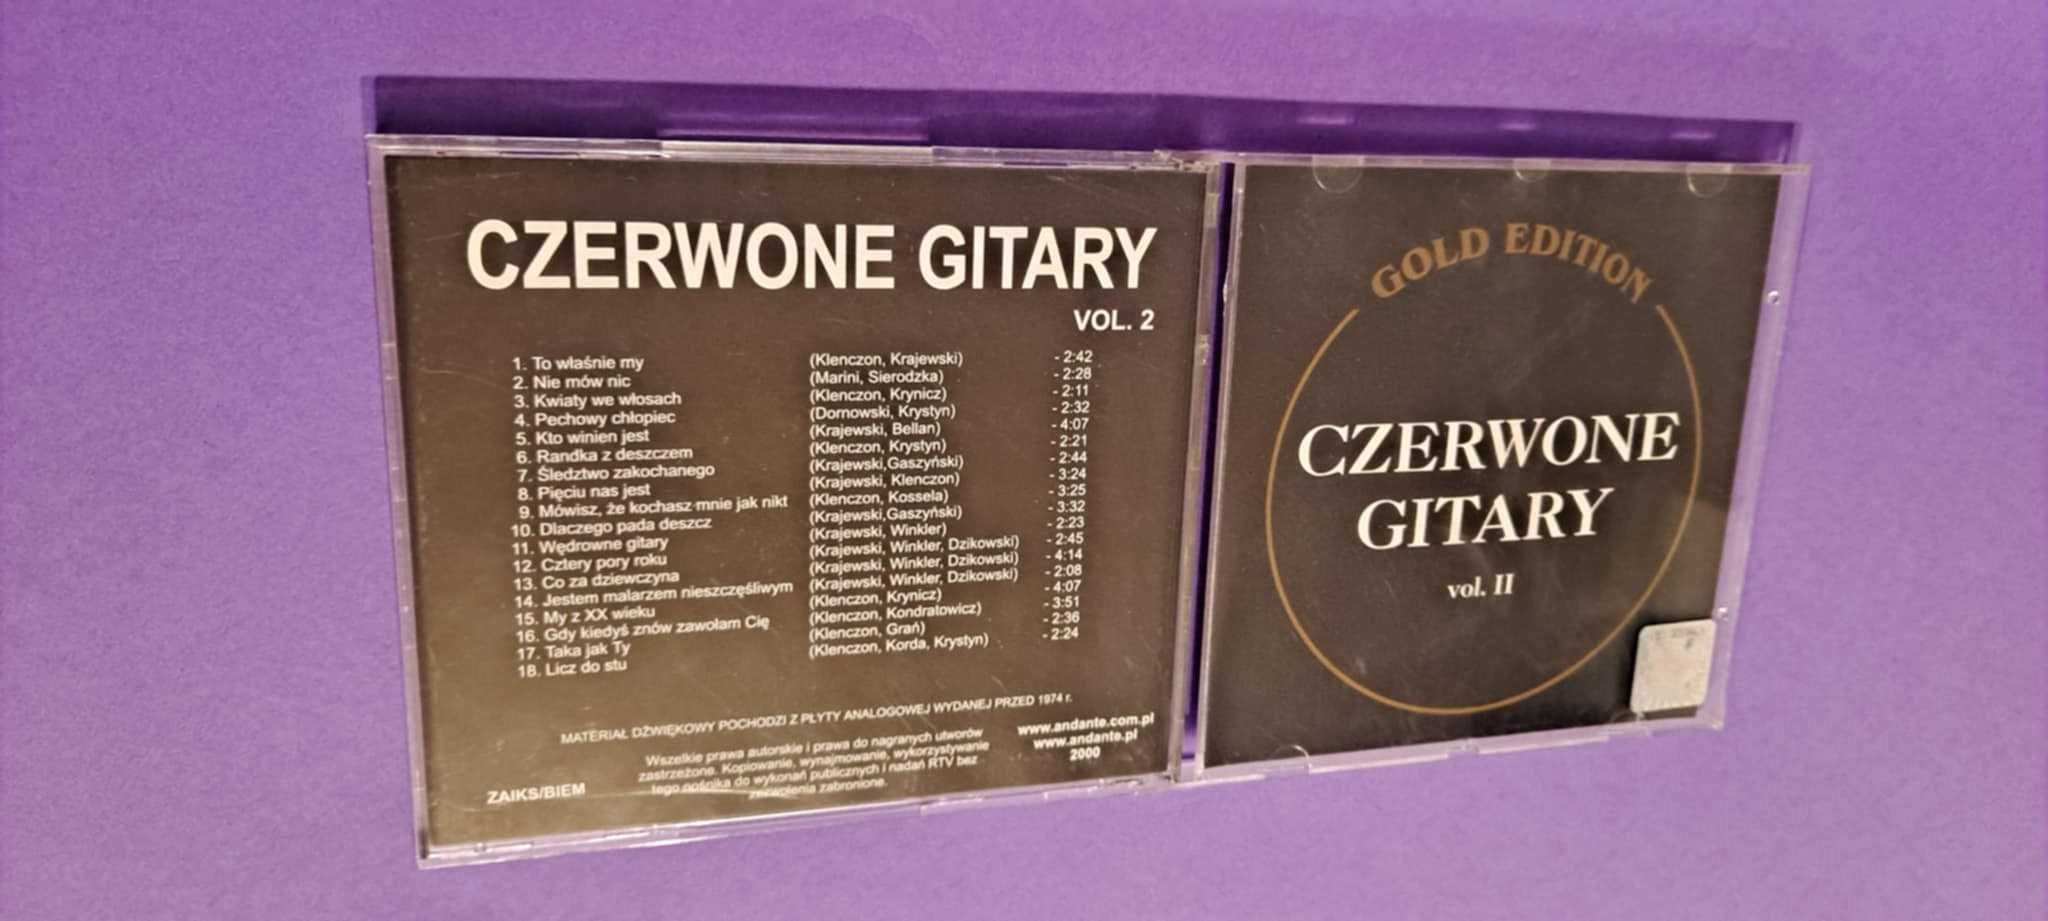 CZERWONE GITARY
VOL. 2
1. To właśnie my (Klenczon, Krajewski) - 2:42
2. Nie mów nic (Marini, Sierodzka) - 2:28
3. Kwiaty we włosach (Klenczon, Krynicz) - 2:11
4. Pechowy chłopiec (Dornowski, Krystyn) - 2:32
5. Kto winien jest (Krajewski, Bellan) - 4:07
6. Randka z deszczem (Klenczon, Krystyn) - 2:21
7. Śledztwo zakochanego (Krajewski,Gaszyński) - 2:44
8. Pięciu nas jest (Krajewski, Klenczon) - 3:24
9. Mówisz, że kochasz mnie jak nikt (Klenczon, Kossela) - 3:25
10. Dlaczego pada deszcz (Krajewski,Gaszyński) - 3:32
11. Wędrowne gitary (Krajewski, Winkler) - 2:23
12. Cztery pory roku (Krajewski, Winkler, Dzikowski) - 2:45
13. Co za dziewczyna (Krajewski, Winkler, Dzikowski) - 4:14
14. Jestem malarzem nieszczęśliwym (Krajewski, Winkler, Dzikowski) - 2:08
15. My z XX wieku (Klenczon, Krynicz) - 4:07
16. Gdy kiedyś znów zawołam Cię (Klenczon, Kondratowicz) - 3:51
17. Taka jak Ty (Klenczon, Grań) - 2:36
18. Licz do stu (Klenczon, Korda, Krystyn) - 2:24
MATERIAŁ DŹWIĘKOWY POCHODZI Z PŁYTY ANALOGOWEJ WYDANEJ PRZED 1974 r.
Wszelkie prawa autorskie i prawa do nagranych utworów
zastrzeżone. Kopiowanie, wynajmowanie, wykorzystywanie
tego nośnika do wykonań publicznych i nadań RTV bez
zezwolenia zabronione.
www.andante.com.pl
www.andante.pl
2000
ZAIKS/BIEM
GOLD EDITION
CZERWONE
GITARY
vol. II